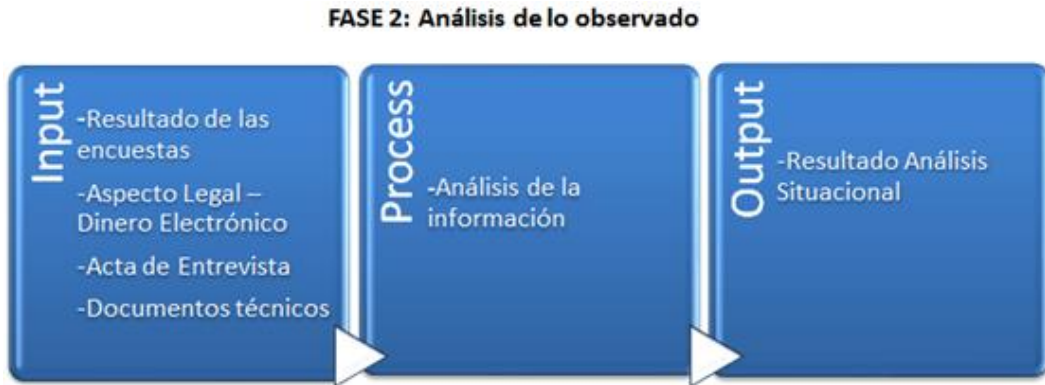 FASE 2: Análisis de lo observado
Input
-Resultado de las
encuestas
-Aspecto Legal –
Dinero Electrónico
-Acta de Entrevista
-Documentos técnicos
Process
-Análisis de la
información
Output
-Resultado Análisis
Situacional